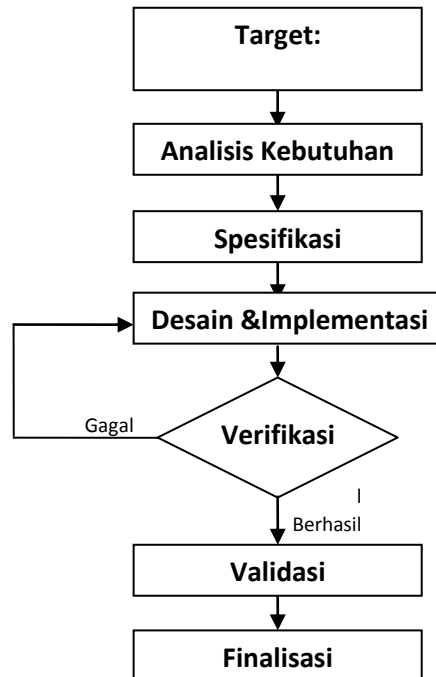 Target:
Analisis Kebutuhan
Spesifikasi
Desain &Implementasi
Gagal
Verifikasi
l
Berhasil
Validasi
Finalisasi